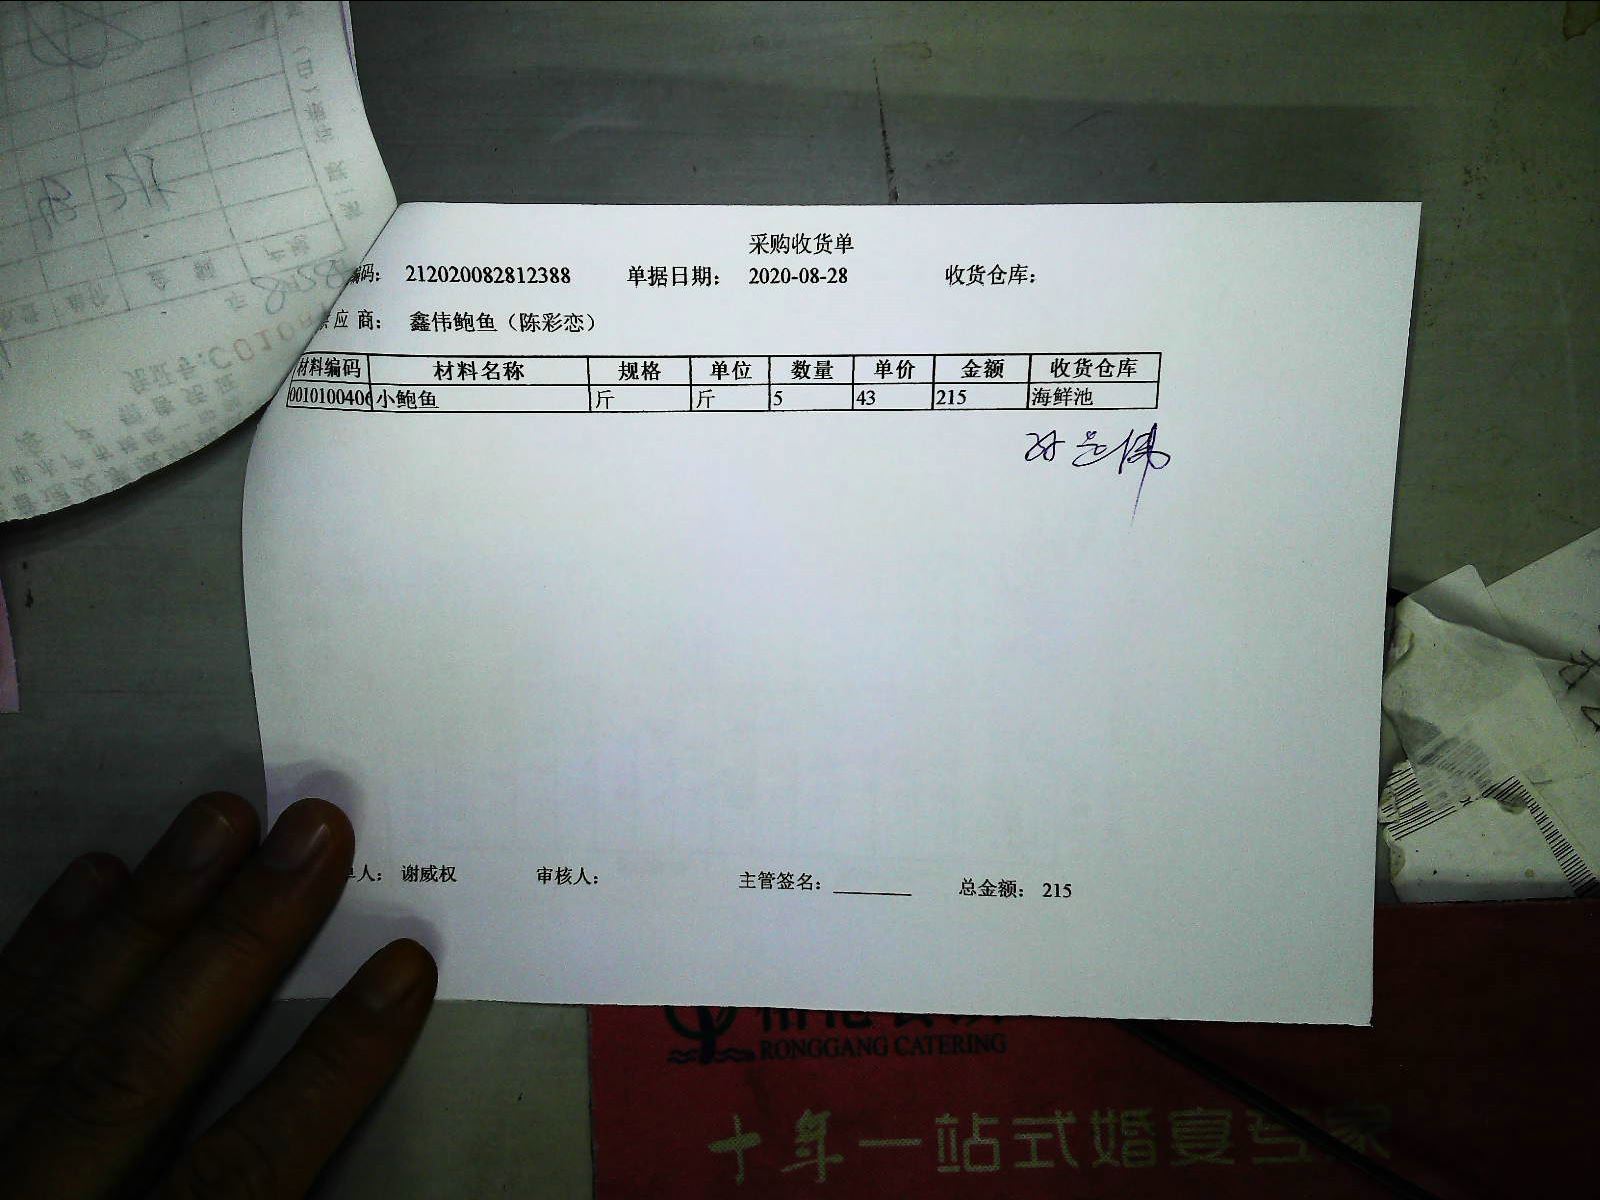 采购收货单
编码： 212020082812388 单据日期： 2020-08-28 收货仓库：
应 商： 鑫伟鲍鱼（陈彩恋）
材料编码 材料名称 规格 单位 数量 单价 金额 收货仓库
0010100406 小鲍鱼 斤 斤 5 43 215 海鲜池
人： 谢威权 审核人： 主管签名：________ 总金额： 215
RONGGANG CATERING
十年一站式婚宴专家